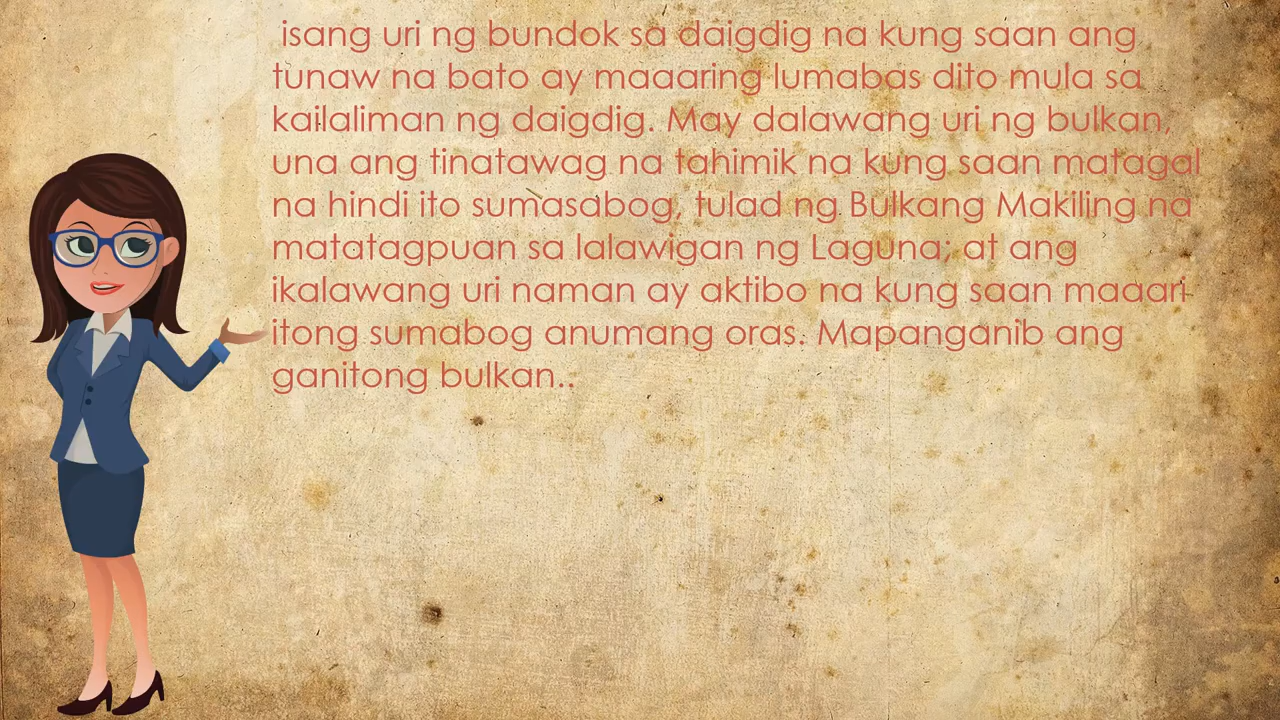 isang uri ng bundok sa daigdig na kung saan ang
tunaw na bato ay maaaring lumabas dito mula sa
kailaliman ng daigdig. May dalawang uri ng bulkan,
una ang tinatawag na tahimik na kung saan matagal
na hindi ito sumasabog, tulad ng Bulkang Makiling na
matatagpuan sa lalawigan ng Laguna; at ang
ikalawang uri naman ay aktibo na kung saan maaari
itong sumabog anumang oras. Mapanganib ang
ganitong bulkan..